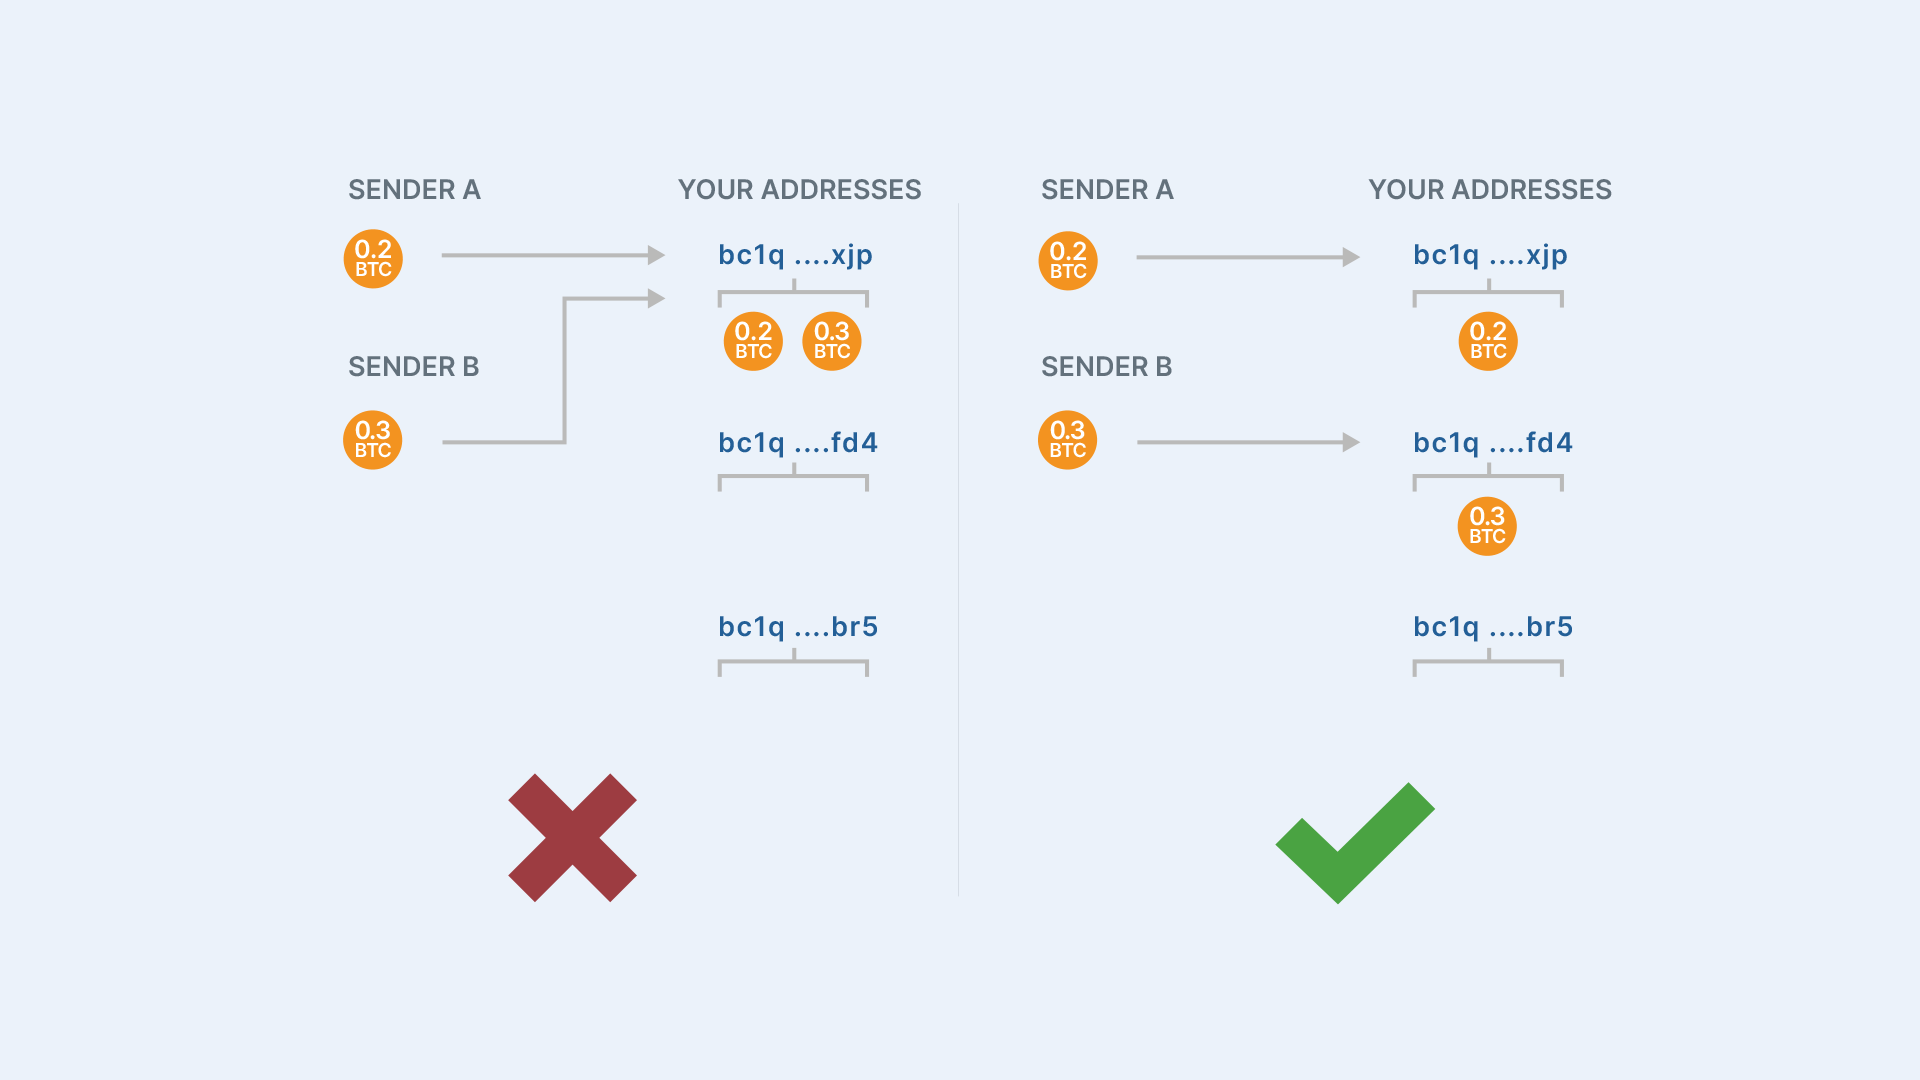 SENDER A
YOUR ADDRESSES
0.2
BTC
bc1q ....xjp
0.2
BTC
0.3
BTC
SENDER B
0.3
BTC
bc1q ....fd4
bc1q ....br5
SENDER A
YOUR ADDRESSES
0.2
BTC
bc1q ....xjp
0.2
BTC
SENDER B
0.3
BTC
bc1q ....fd4
0.3
BTC
bc1q ....br5